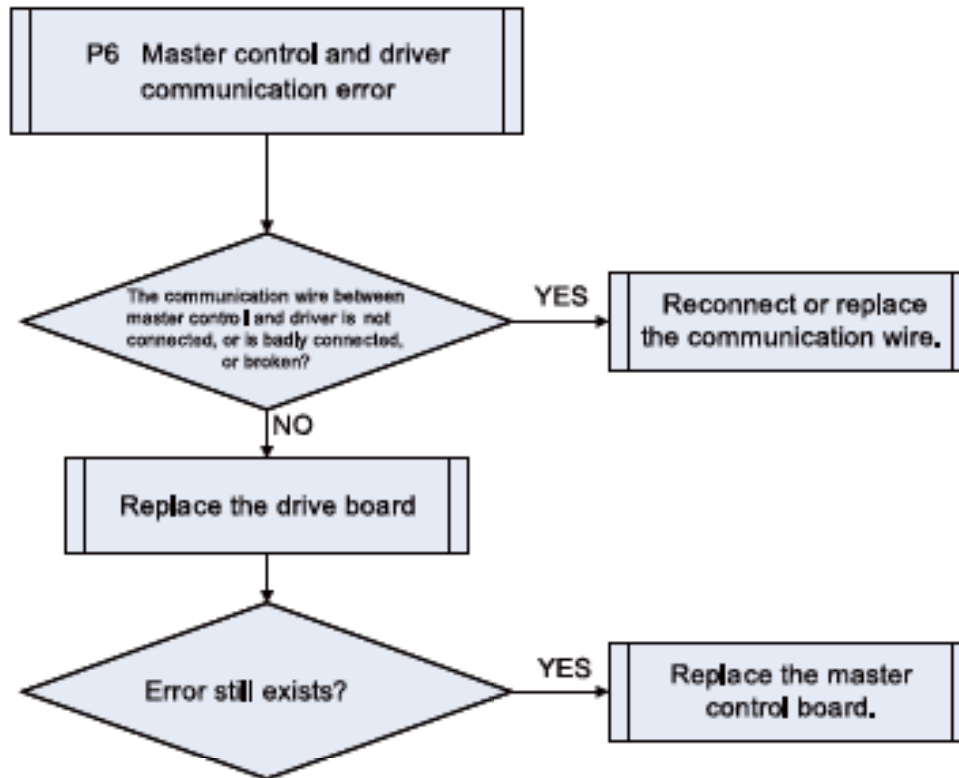 P6 Master control and driver
communication error
The communication wire between
master control and driver is not
connected, or is badly connected,
or broken?
YES
Reconnect or replace
the communication wire.
NO
Replace the drive board
Error still exists?
YES
Replace the master
control board.